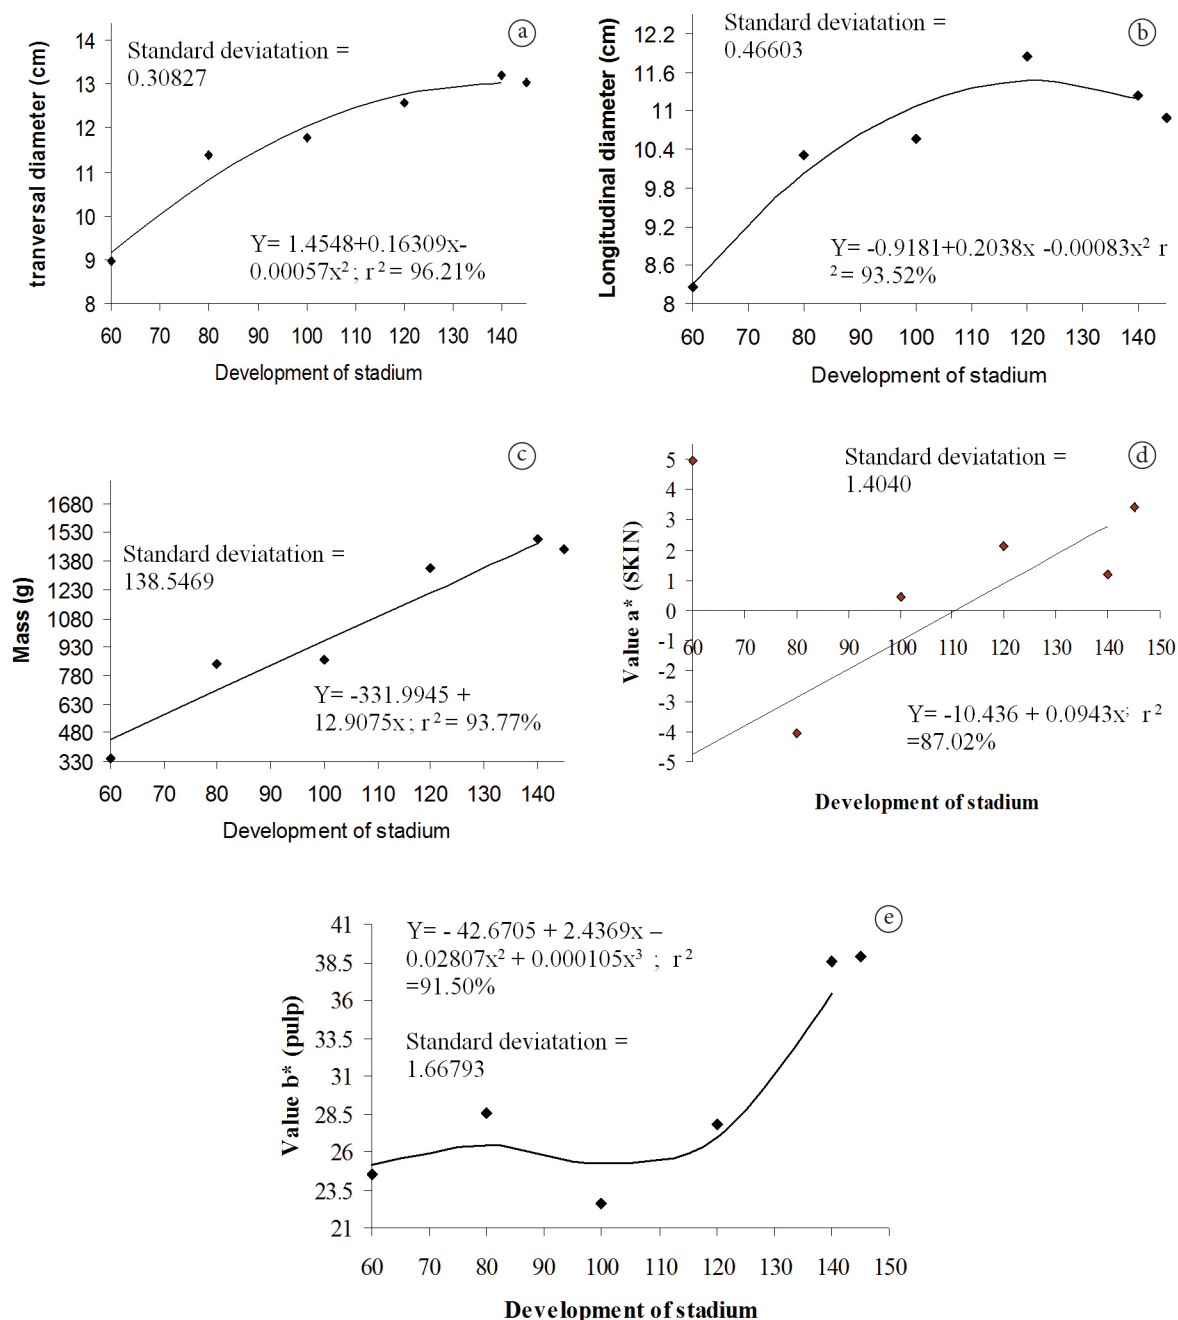 a
Standard deviatation =
0.30827
tranversal diameter (cm)
14
13
12
11
10
9
8
Y= 1.4548+0.16309x-
0.00057x²; r² = 96.21%
60 70 80 90 100 110 120 130 140
Development of stadium
b
Standard deviatation =
0.46603
Longitudinal diameter (cm)
12.2
11.6
11
10.4
9.8
9.2
8.6
8
Y= -0.9181+0.2038x -0.00083x² r
² = 93.52%
60 80 100 120 140
Development of stadium
c
Standard deviatation =
138.5469
Mass (g)
1680
1530
1380
1230
1080
930
780
630
480
330
Y= -331.9945 +
12.9075x; r² = 93.77%
60 70 80 90 100 110 120 130 140
Development of stadium
d
Standard deviatation =
1.4040
Value a* (SKIN)
5
4
3
2
1
0
-1
-2
-3
-4
-5
60 70 80 90 100 110 120 130 140 150
Y= -10.436 + 0.0943x; r²
=87.02%
Development of stadium
e
Y= - 42.6705 + 2.4369x –
0.02807x² + 0.000105x³ ; r²
=91.50%
Standard deviatation =
1.66793
Value b* (pulp)
41
38.5
36
33.5
31
28.5
26
23.5
21
60 70 80 90 100 110 120 130 140 150
Development of stadium